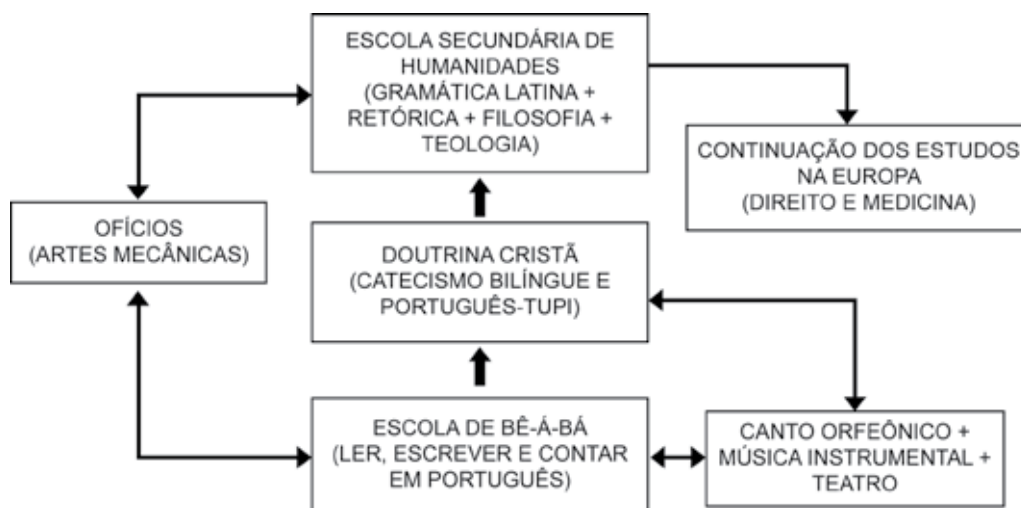 ESCOLA SECUNDÁRIA DE
HUMANIDADES
(GRAMÁTICA LATINA +
RETÓRICA + FILOSOFIA +
TEOLOGIA)
CONTINUAÇÃO DOS ESTUDOS
NA EUROPA
(DIREITO E MEDICINA)
OFÍCIOS
(ARTES MECÂNICAS)
DOUTRINA CRISTÃ
(CATECISMO BILÍNGUE E
PORTUGUÊS-TUPI)
ESCOLA DE BÊ-Á-BÁ
(LER, ESCREVER E CONTAR
EM PORTUGUÊS)
CANTO ORFEÔNICO +
MÚSICA INSTRUMENTAL +
TEATRO